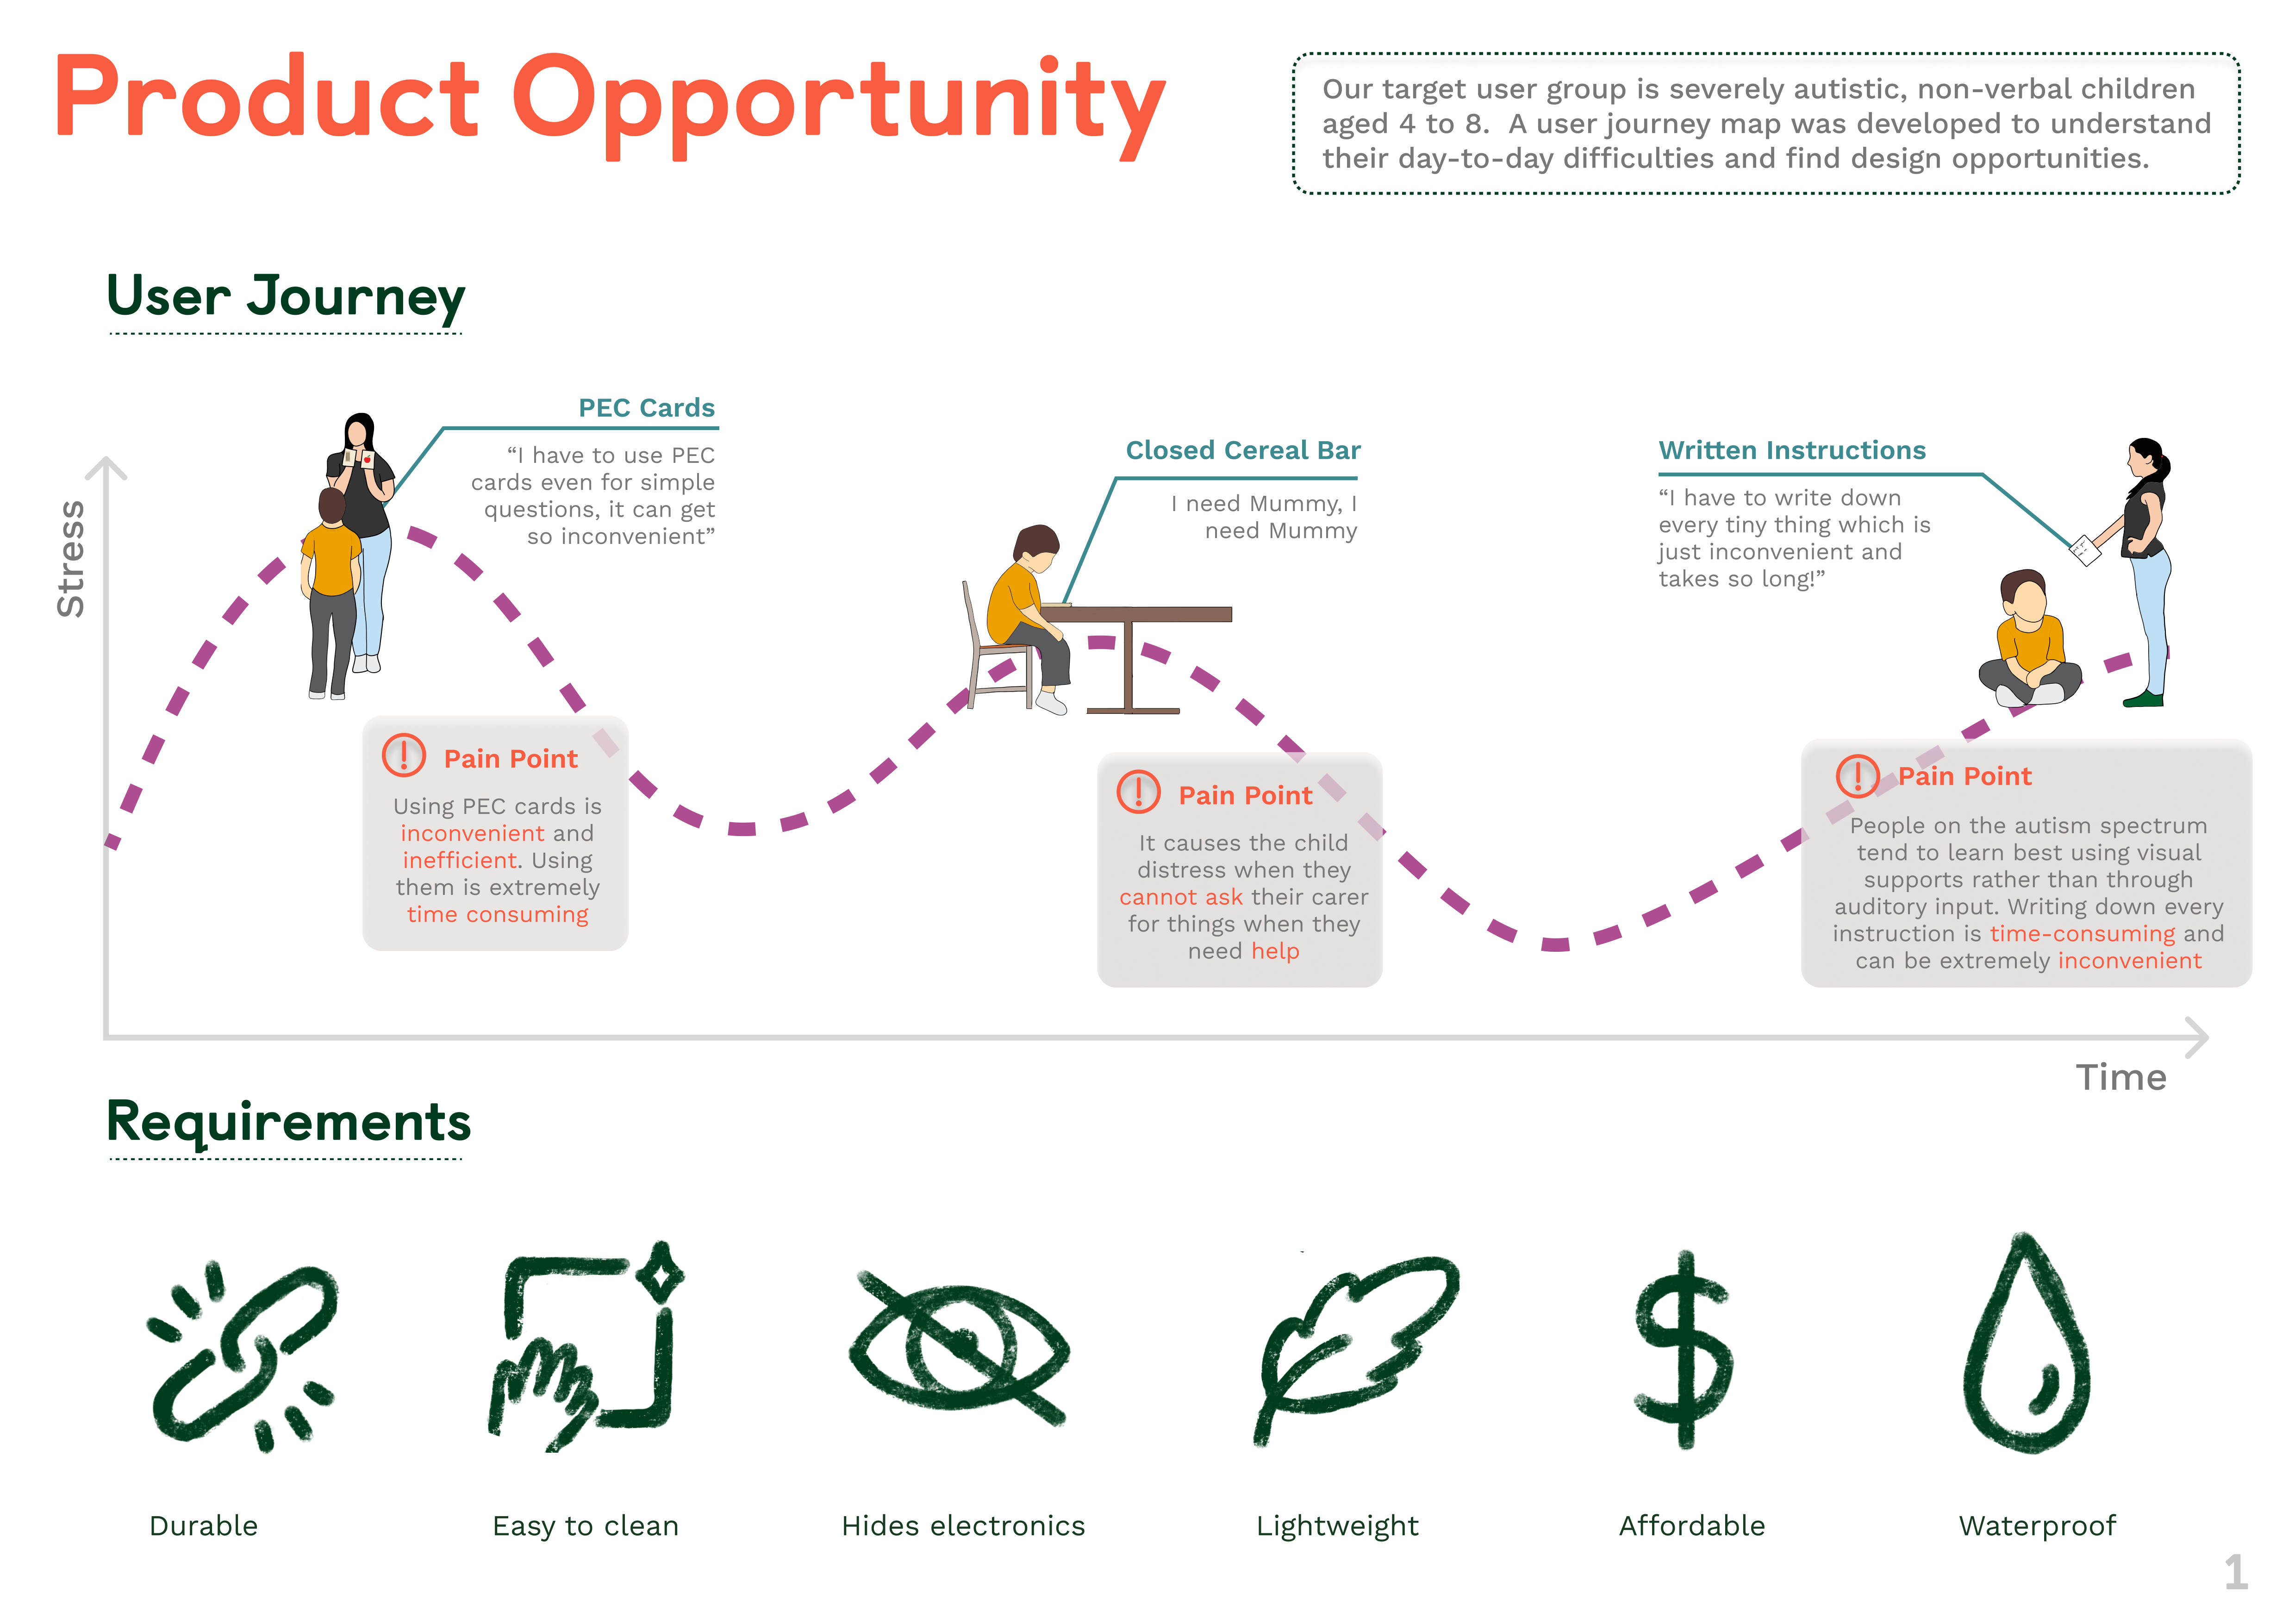 Product Opportunity
Our target user group is severely autistic, non-verbal children
aged 4 to 8.  A user journey map was developed to understand
their day-to-day difficulties and find design opportunities.
User Journey
Stress
PEC Cards
“I have to use PEC
cards even for simple
questions, it can get
so inconvenient”
Closed Cereal Bar
I need Mummy, I
need Mummy
Written Instructions
“I have to write down
every tiny thing which is
just inconvenient and
takes so long!”
Pain Point
Using PEC cards is
inconvenient and
inefficient. Using
them is extremely
time consuming
Pain Point
It causes the child
distress when they
cannot ask their carer
for things when they
need help
Pain Point
People on the autism spectrum
tend to learn best using visual
supports rather than through
auditory input. Writing down every
instruction is time-consuming and
can be extremely inconvenient
Time
Requirements
Durable
Easy to clean
Hides electronics
Lightweight
Affordable
Waterproof
1